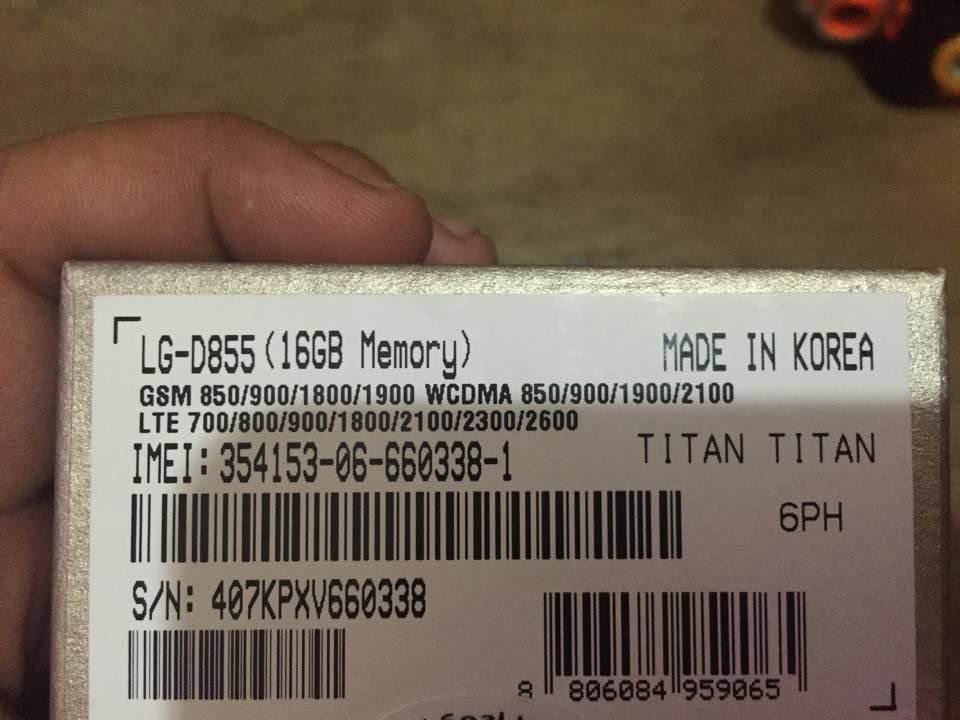 LG-D855 (16GB Memory)
MADE IN KOREA
GSM 850/900/1800/1900 WCDMA 850/900/1900/2100
LTE 700/800/900/1800/2100/2300/2600
IMEI: 354153-06-660338-1
TITAN TITAN
6PH
S/N: 407KPXV660338
8 806084 959065